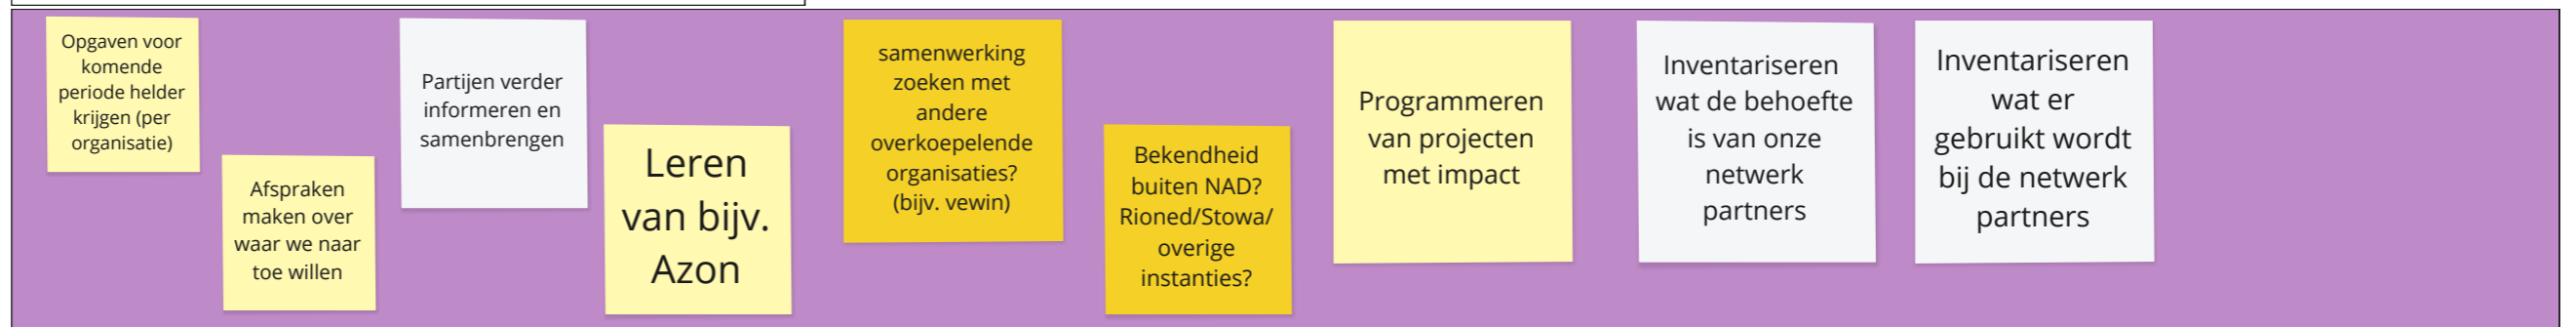 Opgaven voor
komende
periode helder
krijgen (per
organisatie)
Afspraken
maken over
waar we naar
toe willen
Partijen verder
informeren en
samenbrengen
Leren
van bijv.
Azon
samenwerking
zoeken met
andere
overkoepelende
organisaties?
(bijv. vewin)
Bekendheid
buiten NAD?
Rioned/Stowa/
overige
instanties?
Programmeren
van projecten
met impact
Inventariseren
wat de behoefte
is van onze
netwerk
partners
Inventariseren
wat er
gebruikt wordt
bij de netwerk
partners